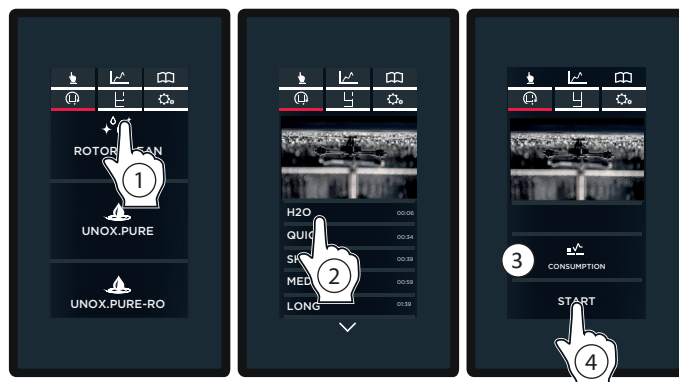 ROTOR
1
UNOX.PURE
UNOX.PURE-RO
H2O 00:06
00:34
2
00:39
00:59
LONG 01:39
3
CONSUMPTION
START
4